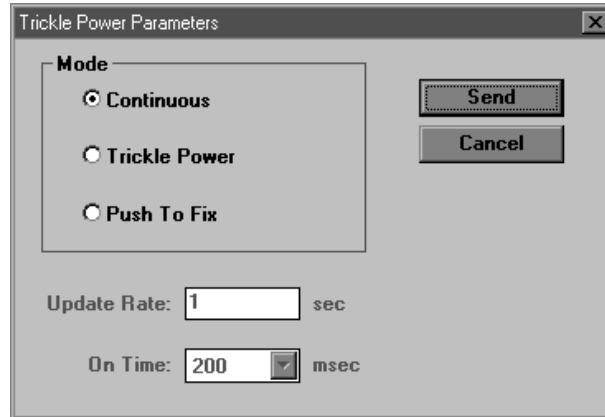 Trickle Power Parameters
Mode
Continuous
Trickle Power
Push To Fix
Send
Cancel
Update Rate: 1 sec
On Time: 200 msec